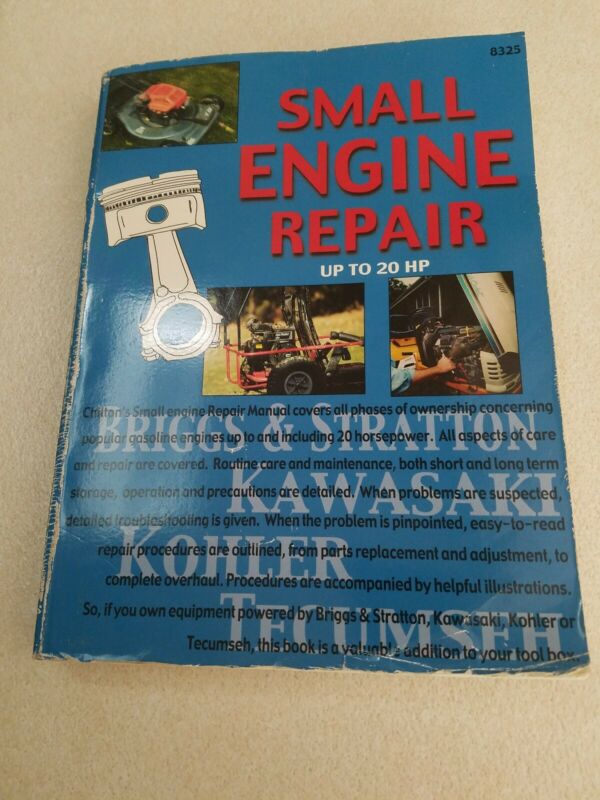 8325
SMALL
ENGINE
REPAIR
UP TO 20 HP
Chilton's Small engine Repair Manual covers all phases of ownership concerning
BRIGGS & STRATTON
popular gasoline engines up to and including 20 horsepower. All aspects of care
and repair are covered. Routine care and maintenance, both short and long term
KAWASAKI
storage, operation and precautions are detailed. When problems are suspected,
detailed troubleshooting is given. When the problem is pinpointed, easy-to-read
KOHLER
repair procedures are outlined, from parts replacement and adjustment, to
complete overhaul. Procedures are accompanied by helpful illustrations.
TECUMSEH
So, if you own equipment powered by Briggs & Stratton, Kawasaki, Kohler or
Tecumseh, this book is a valuable addition to your tool box.